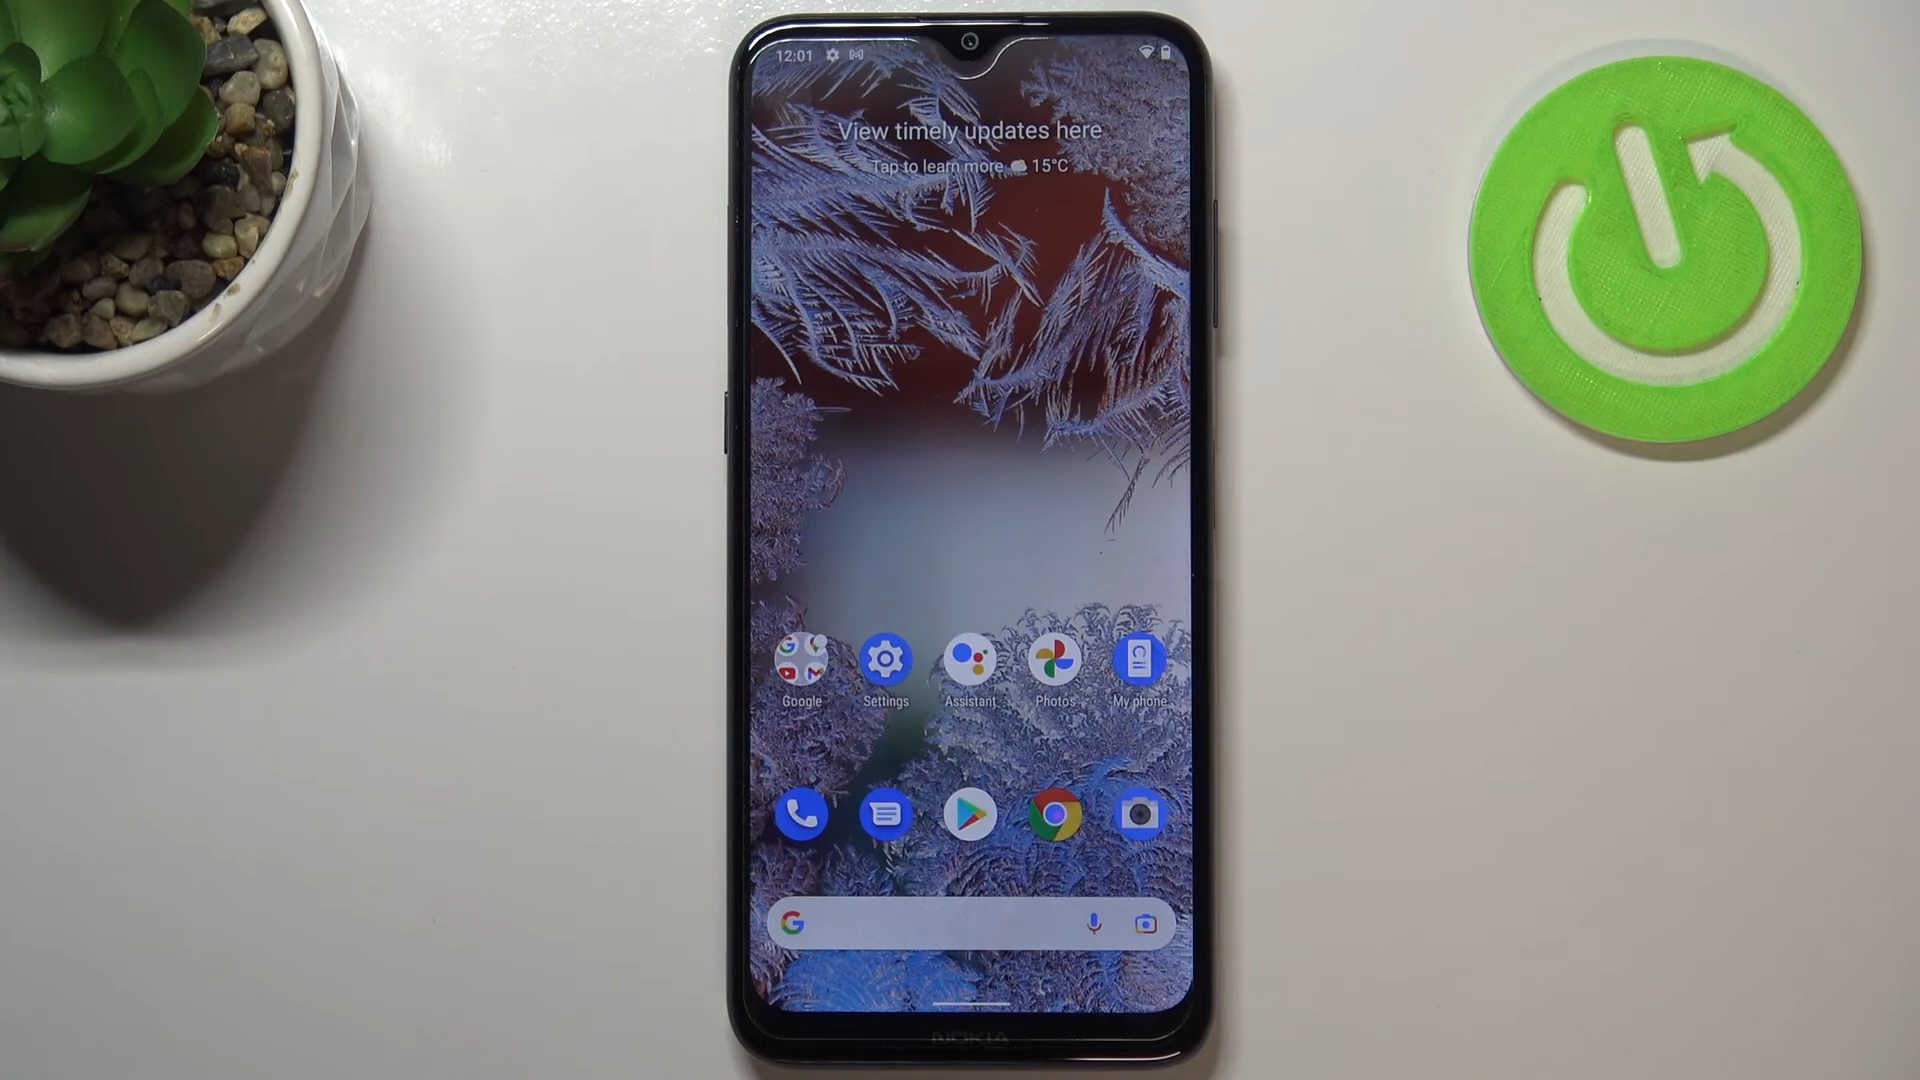 12:01
View timely updates here
Tap to learn more 15°C
Google
Settings
Assistant
Photos
My phone
NOKIA